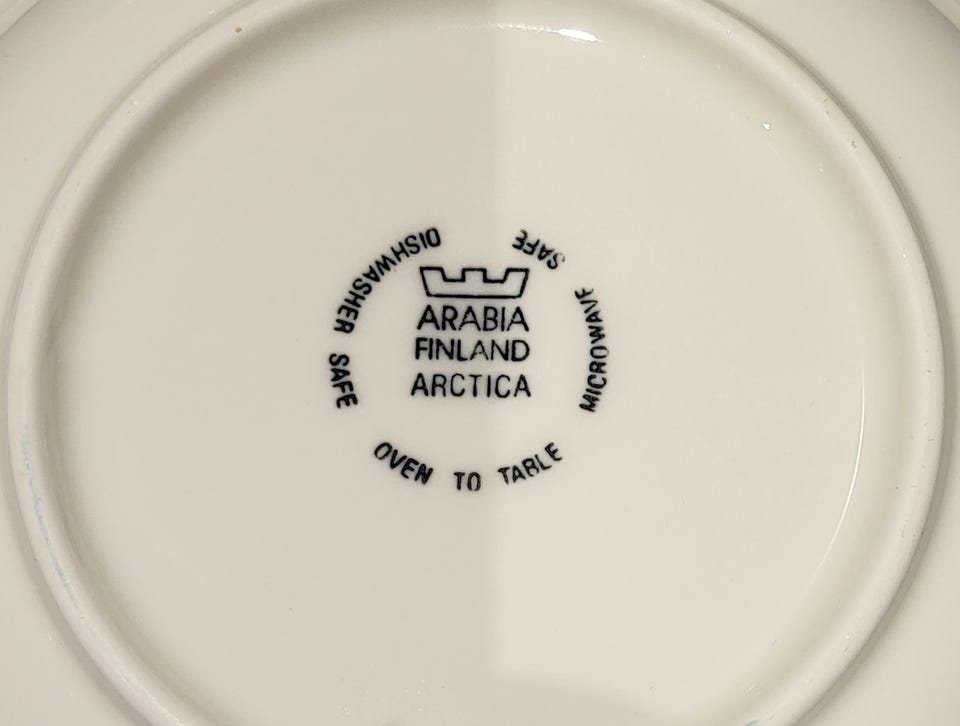 ARABIA
FINLAND
ARCTICA
DISHWASHER SAFE
OVEN TO TABLE
MICROWAVE SAFE